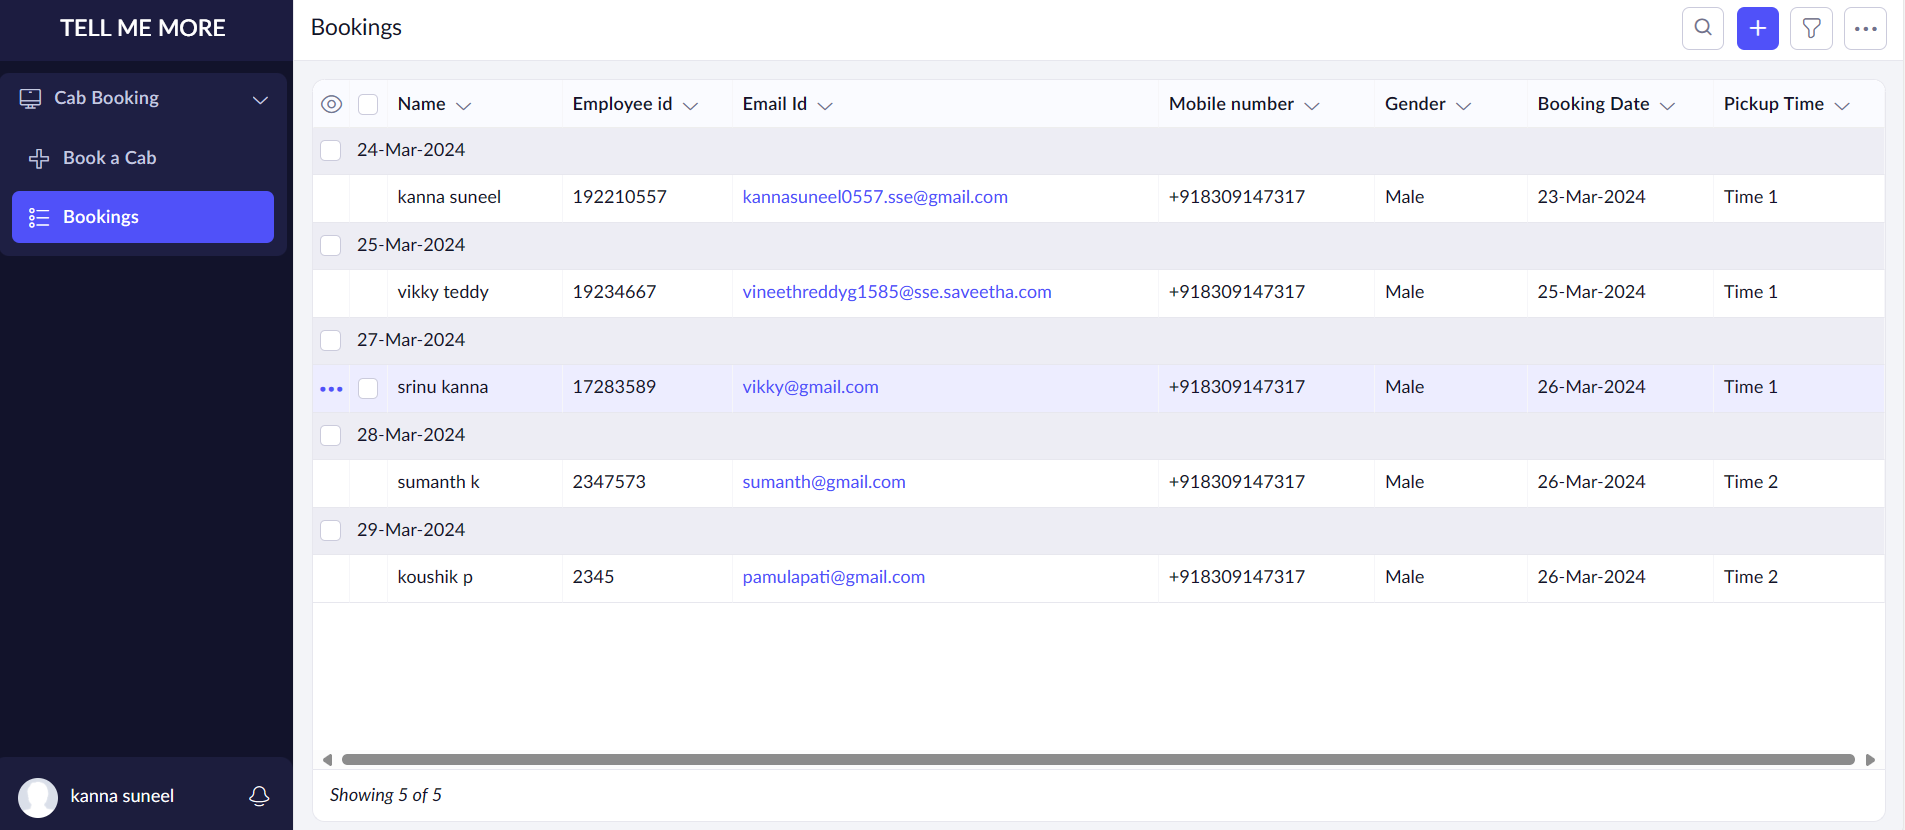 TELL ME MORE
Cab Booking
Book a Cab
Bookings
kanna suneel
Bookings
Name Employee id Email Id Mobile number Gender Booking Date Pickup Time
24-Mar-2024
kanna suneel 192210557 kannasuneel0557.sse@gmail.com +918309147317 Male 23-Mar-2024 Time 1
25-Mar-2024
vikky teddy 19234667 vineethreddyg1585@sse.saveetha.com +918309147317 Male 25-Mar-2024 Time 1
27-Mar-2024
srinu kanna 17283589 vikky@gmail.com +918309147317 Male 26-Mar-2024 Time 1
28-Mar-2024
sumanth k 2347573 sumanth@gmail.com +918309147317 Male 26-Mar-2024 Time 2
29-Mar-2024
koushik p 2345 pamulapati@gmail.com +918309147317 Male 26-Mar-2024 Time 2
Showing 5 of 5